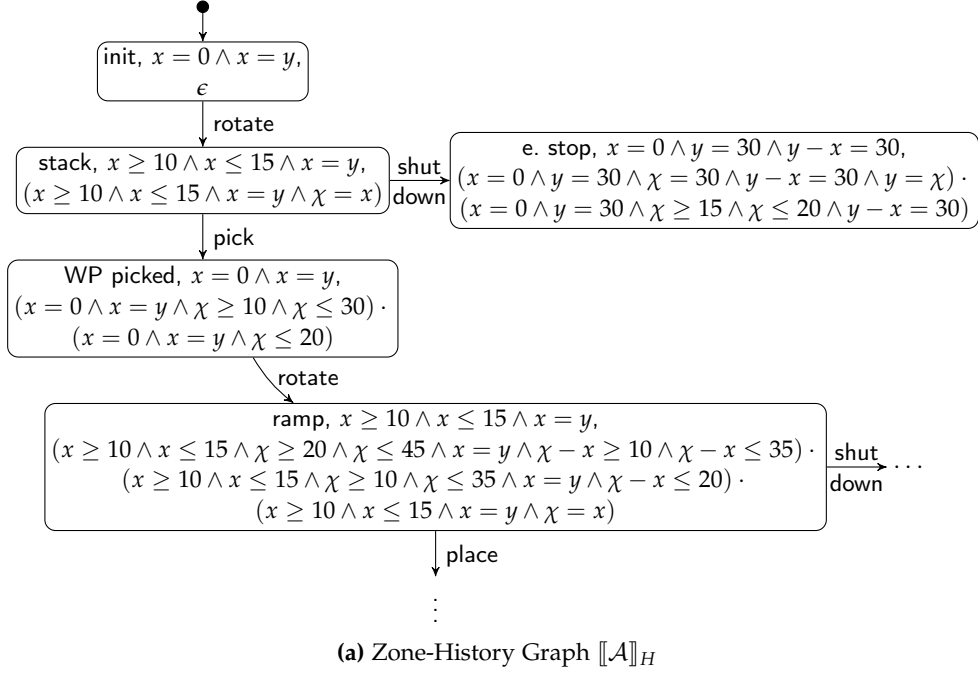 init, x = 0 ∧ x = y,
ϵ
rotate
stack, x ≥ 10 ∧ x ≤ 15 ∧ x = y,
(x ≥ 10 ∧ x ≤ 15 ∧ x = y ∧ χ = x)
shut
down
e. stop, x = 0 ∧ y = 30 ∧ y − x = 30,
(x = 0 ∧ y = 30 ∧ χ = 30 ∧ y − x = 30 ∧ y = χ) ·
(x = 0 ∧ y = 30 ∧ χ ≥ 15 ∧ χ ≤ 20 ∧ y − x = 30)
pick
WP picked, x = 0 ∧ x = y,
(x = 0 ∧ x = y ∧ χ ≥ 10 ∧ χ ≤ 30) ·
(x = 0 ∧ x = y ∧ χ ≤ 20)
rotate
ramp, x ≥ 10 ∧ x ≤ 15 ∧ x = y,
(x ≥ 10 ∧ x ≤ 15 ∧ χ ≥ 20 ∧ χ ≤ 45 ∧ x = y ∧ χ − x ≥ 10 ∧ χ − x ≤ 35) ·
(x ≥ 10 ∧ x ≤ 15 ∧ χ ≥ 10 ∧ χ ≤ 35 ∧ x = y ∧ χ − x ≤ 20) ·
(x ≥ 10 ∧ x ≤ 15 ∧ x = y ∧ χ = x)
shut
down
· · ·
place
⋮
(a) Zone-History Graph ⟦𝒜⟧H